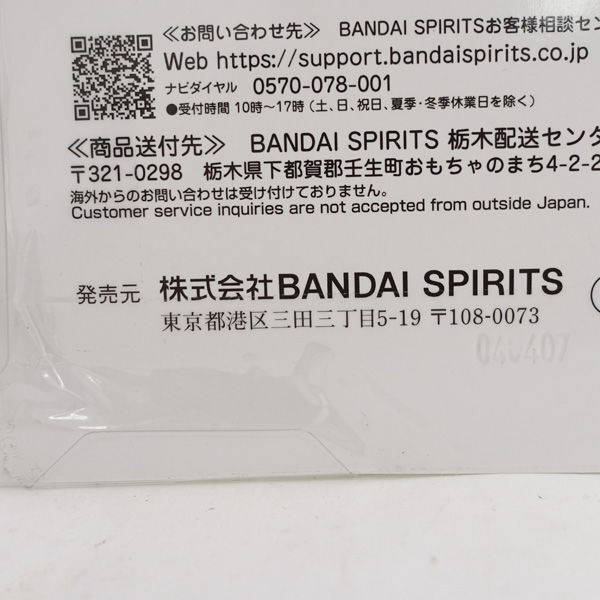 ≪お問い合わせ先≫ BANDAI SPIRITSお客様相談セン
Web https://support.bandaispirits.co.jp
ナビダイヤル 0570-078-001
●受付時間 10時～17時(土、日、祝日、夏季・冬季休業日を除く)
≪商品送付先≫ BANDAI SPIRITS 栃木配送センタ
〒321-0298 栃木県下都賀郡壬生町おもちゃのまち4-2-2
海外からのお問い合わせは受け付けておりません。
Customer service inquiries are not accepted from outside Japan.
発売元 株式会社BANDAI SPIRITS
東京都港区三田三丁目5-19 〒108-0073